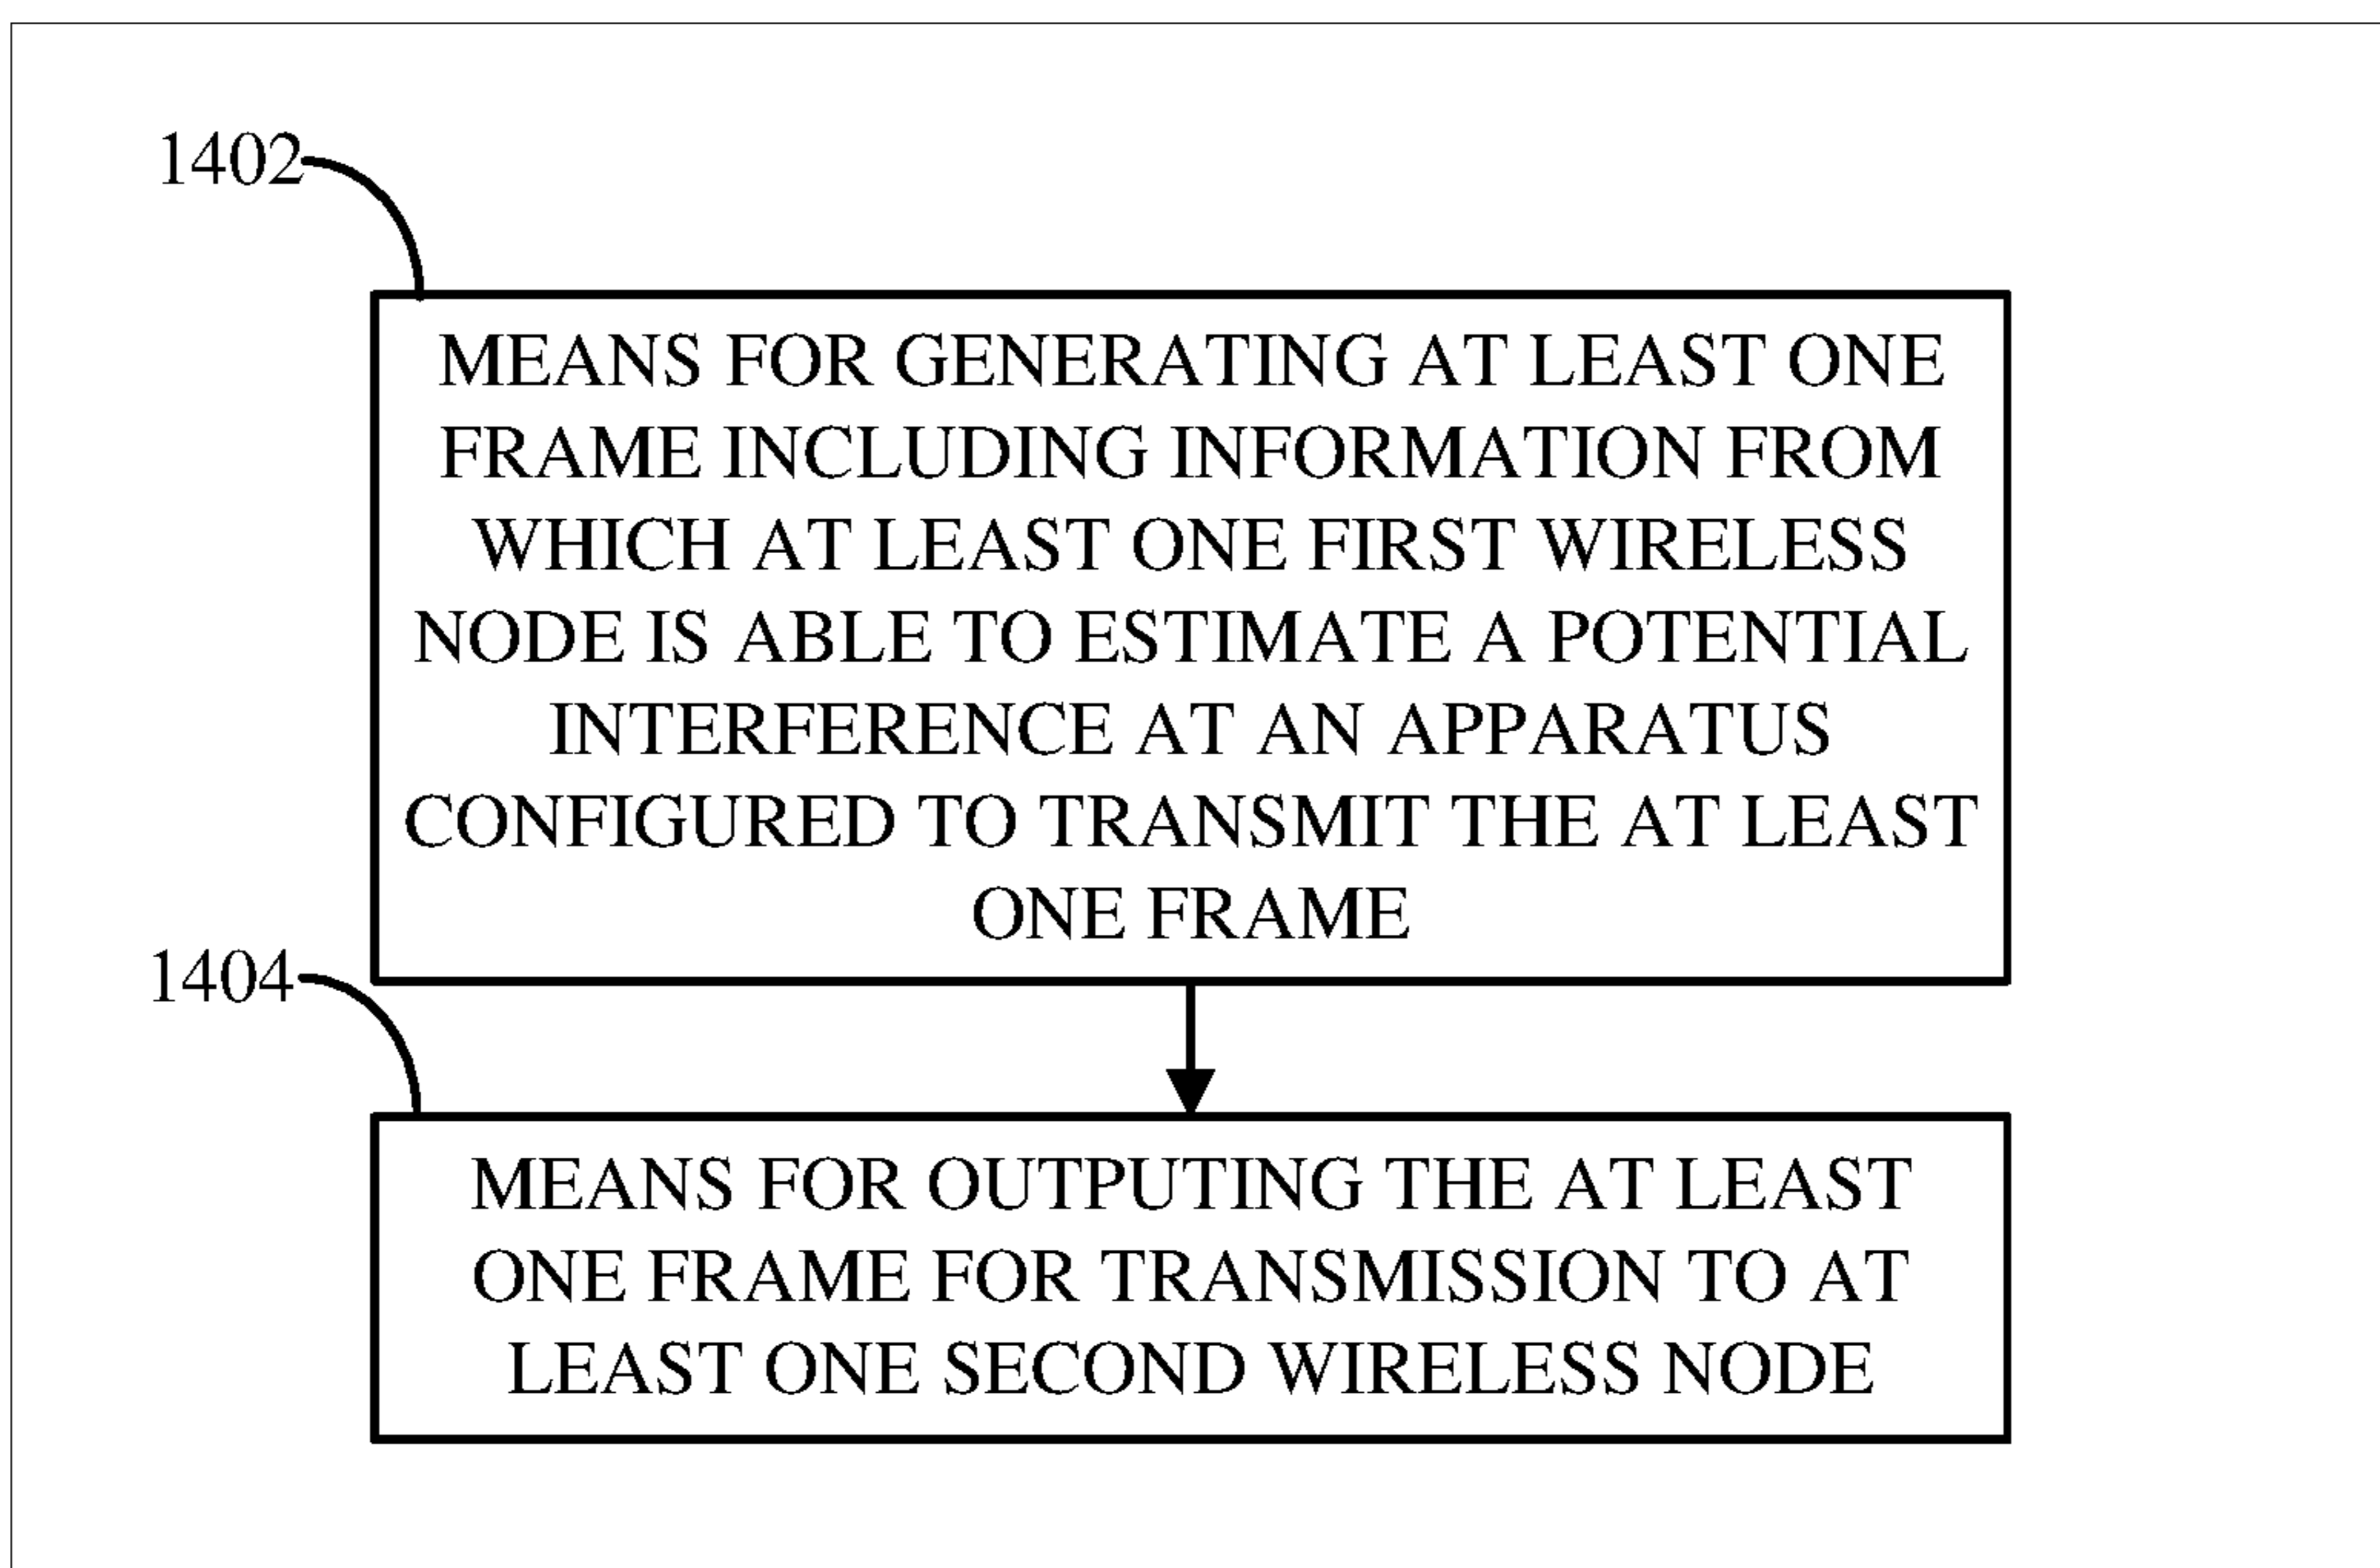 1402
MEANS FOR GENERATING AT LEAST ONE
FRAME INCLUDING INFORMATION FROM
WHICH AT LEAST ONE FIRST WIRELESS
NODE IS ABLE TO ESTIMATE A POTENTIAL
INTERFERENCE AT AN APPARATUS
CONFIGURED TO TRANSMIT THE AT LEAST
ONE FRAME
1404
MEANS FOR OUTPUTING THE AT LEAST
ONE FRAME FOR TRANSMISSION TO AT
LEAST ONE SECOND WIRELESS NODE